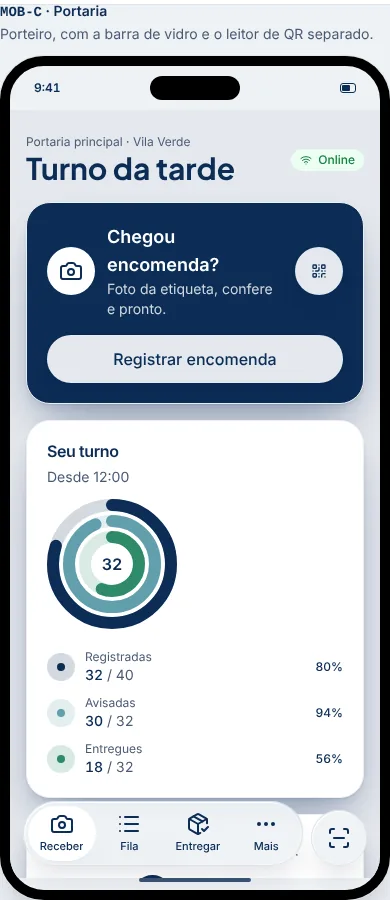 MOB-C · Portaria
Porteiro, com a barra de vidro e o leitor de QR separado.
9:41
Portaria principal · Vila Verde
Turno da tarde
Online
Chegou
encomenda?
Foto da etiqueta, confere
e pronto.
Registrar encomenda
Seu turno
Desde 12:00
32
Registradas
32 / 40
80%
Avisadas
30 / 32
94%
Entregues
18 / 32
56%
Receber
Fila
Entregar
Mais